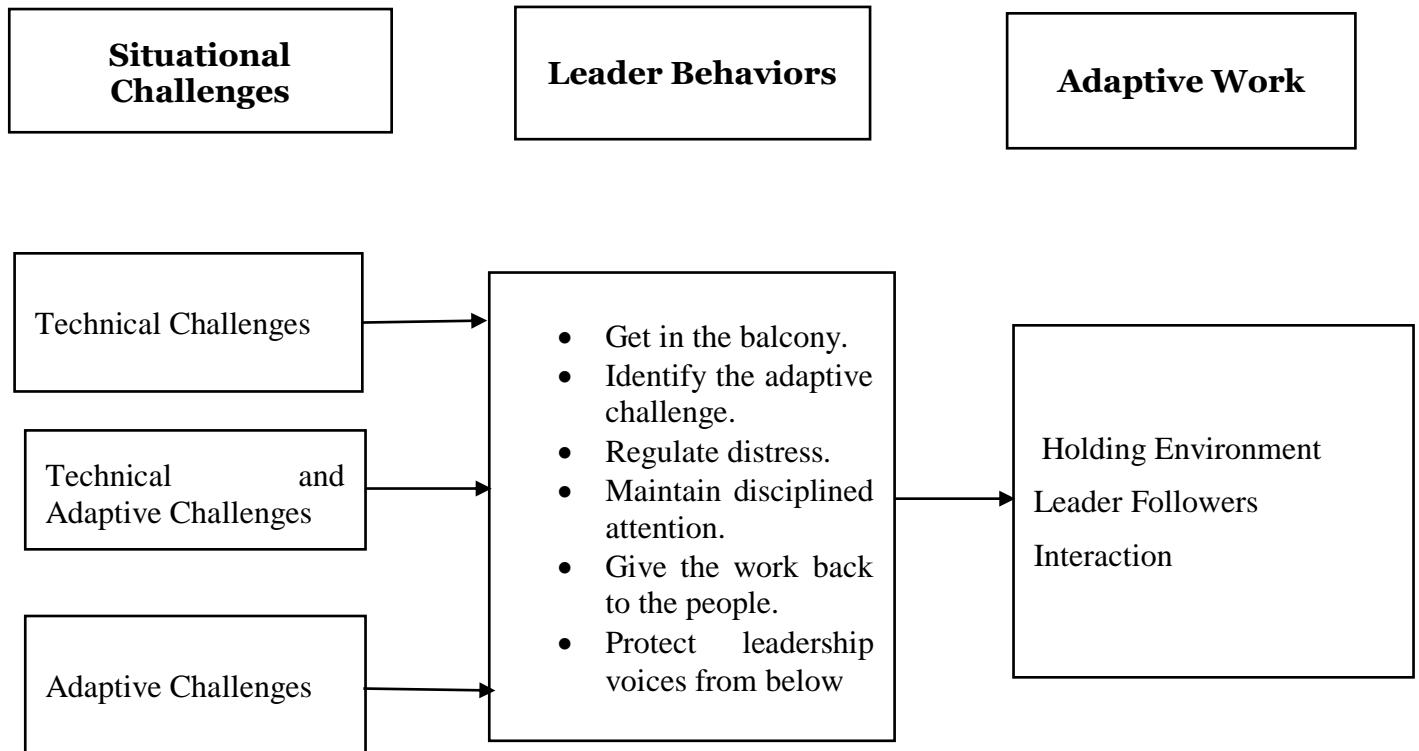 Situational
Challenges
Leader Behaviors
Adaptive Work
Technical Challenges
Technical and
Adaptive Challenges
Adaptive Challenges
• Get in the balcony.
• Identify the adaptive
challenge.
• Regulate distress.
• Maintain disciplined
attention.
• Give the work back
to the people.
• Protect leadership
voices from below
Holding Environment
Leader Followers
Interaction